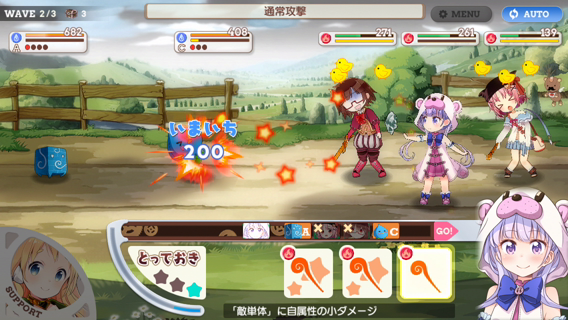 WAVE 2/3 3
通常攻撃
MENU
AUTO
682
A
408
C
271
261
139
いまいち
200
A
C
GO!
とっておき
SUPPORT
「敵単体」に自属性の小ダメージ